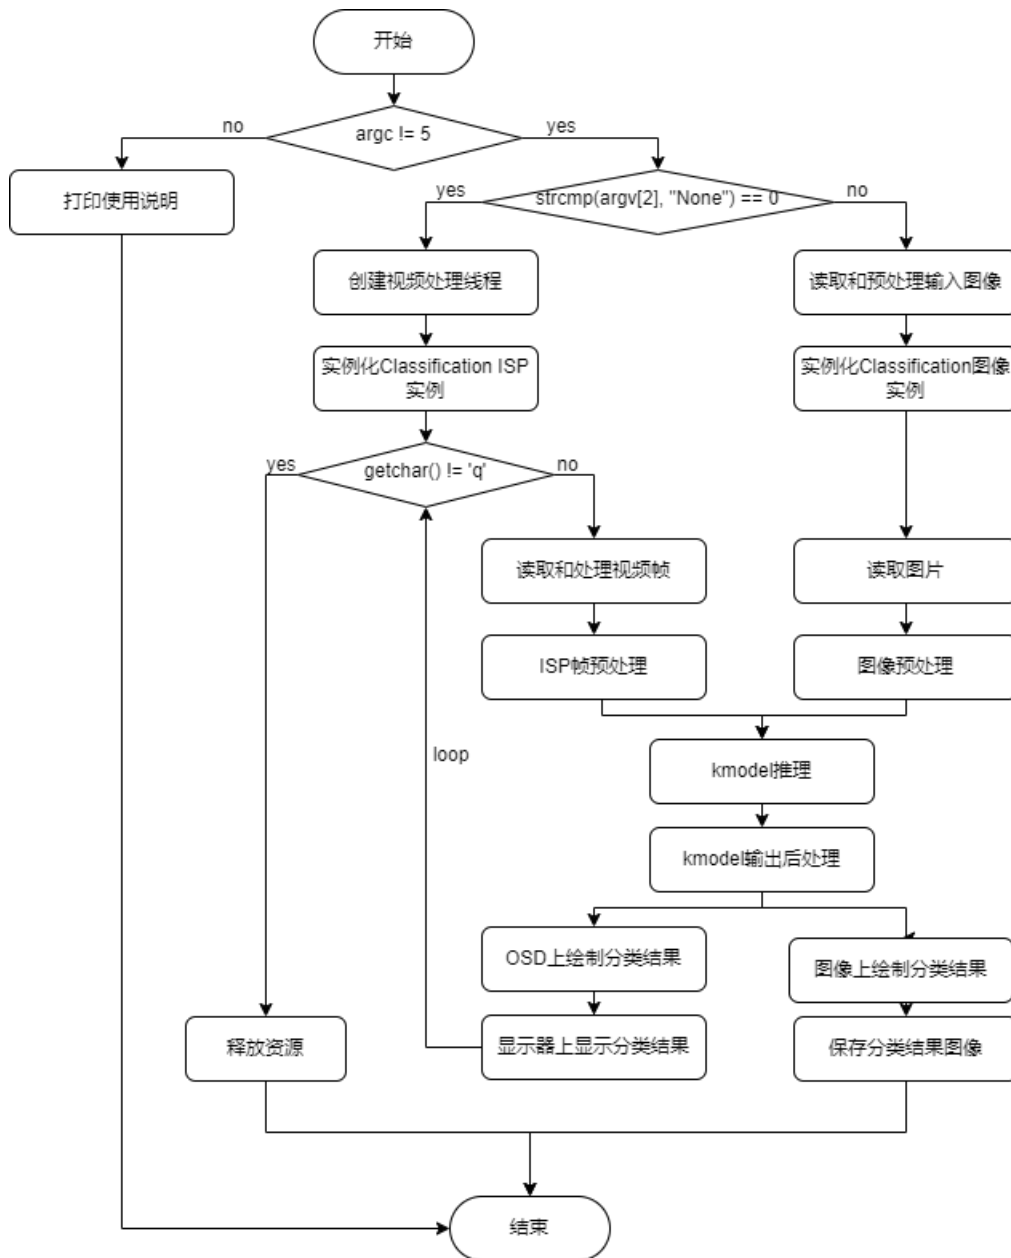 开始
argc != 5
no
yes
打印使用说明
strcmp(argv[2], "None") == 0
yes
no
创建视频处理线程
读取和预处理输入图像
实例化Classification ISP
实例
实例化Classification图像
实例
getchar() != 'q'
yes
no
读取和处理视频帧
读取图片
ISP帧预处理
图像预处理
loop
kmodel推理
kmodel输出后处理
OSD上绘制分类结果
图像上绘制分类结果
释放资源
显示器上显示分类结果
保存分类结果图像
结束